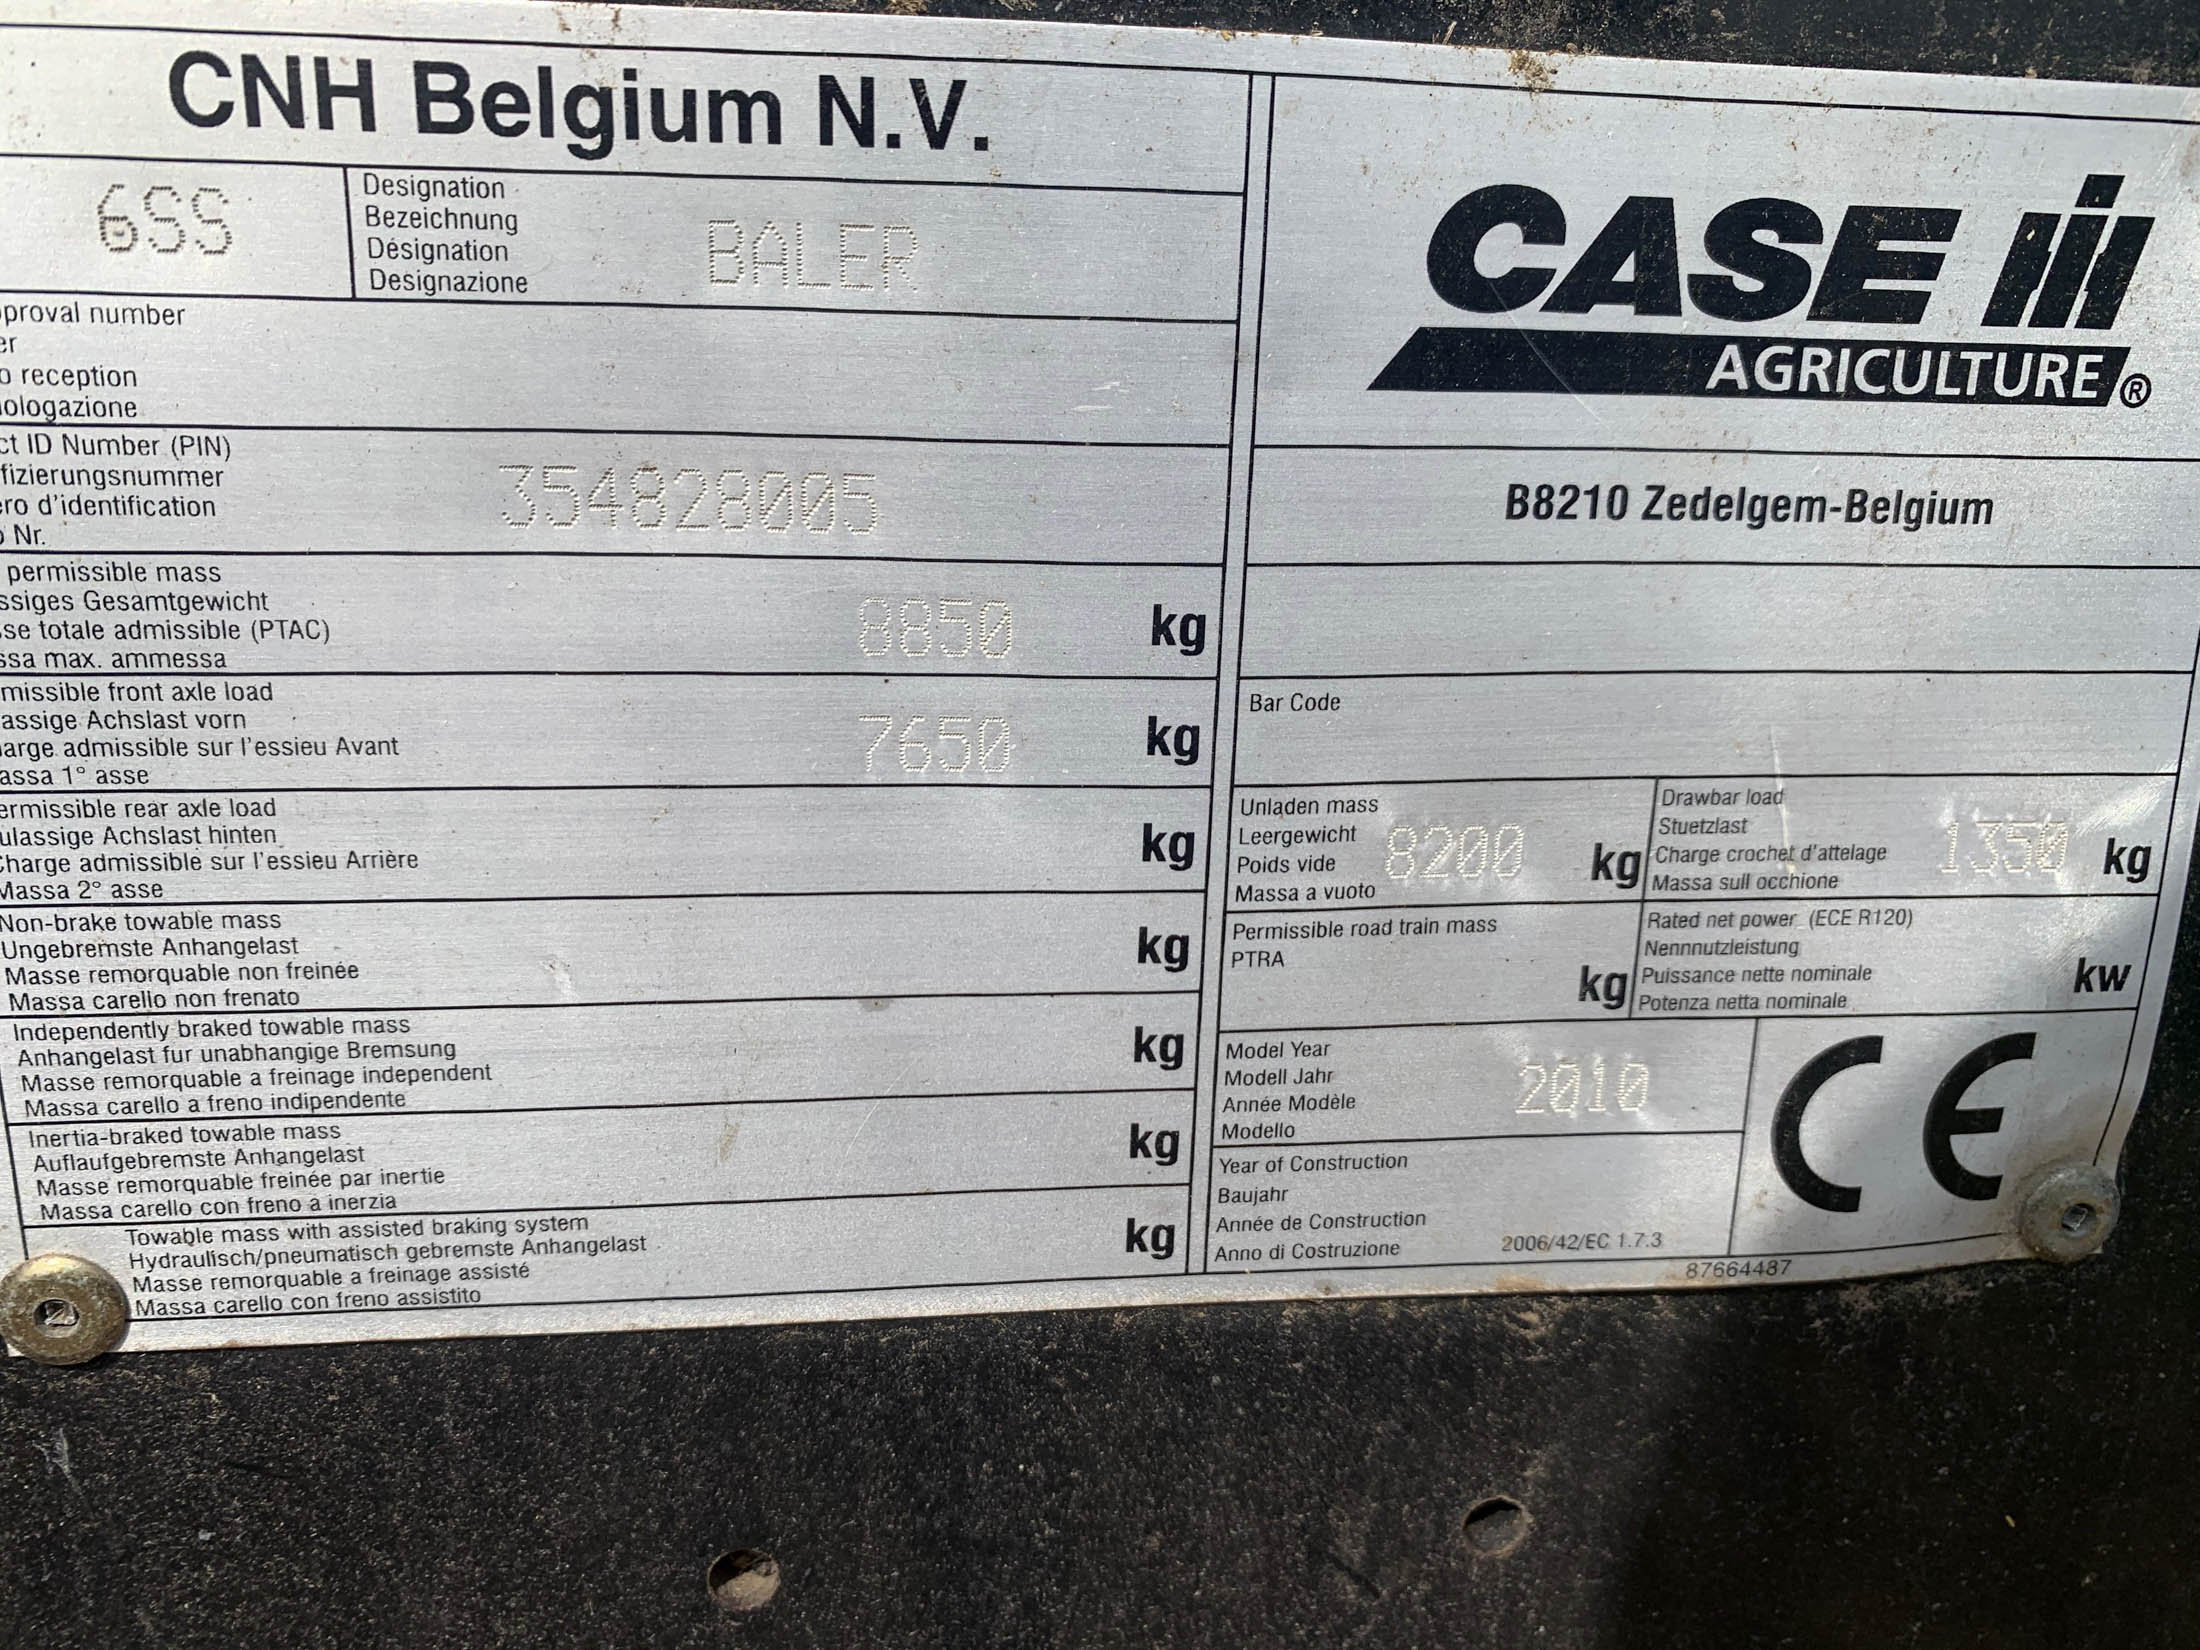 CNH Belgium N.V.
6SS
Designation
Bezeichnung
Désignation
Designazione
BALER
proval number
er
o reception
ologazione
ct ID Number (PIN)
fizierungsnummer
ero d'identification
Nr.
354828005
permissible mass
ssiges Gesamtgewicht
se totale admissible (PTAC)
ssa max. ammessa
8850 kg
missible front axle load
assige Achslast vorn
arge admissible sur l'essieu Avant
assa 1° asse
7650 kg
ermissible rear axle load
ulassige Achslast hinten
Charge admissible sur l'essieu Arrière
Massa 2° asse
kg
Non-brake towable mass
Ungebremste Anhangelast
Masse remorquable non freinée
Massa carello non frenato
kg
Independently braked towable mass
Anhangelast fur unabhangige Bremsung
Masse remorquable a freinage independent
Massa carello a freno indipendente
kg
Inertia-braked towable mass
Auflaufgebremste Anhangelast
Masse remorquable freinée par inertie
Massa carello con freno a inerzia
kg
Towable mass with assisted braking system
Hydraulisch/pneumatisch gebremste Anhangelast
Masse remorquable a freinage assisté
Massa carello con freno assistito
kg
CASE IH
AGRICULTURE®
B8210 Zedelgem-Belgium
Bar Code
Unladen mass
Leergewicht
Poids vide
Massa a vuoto
8200 kg
Drawbar load
Stuetzlast
Charge crochet d'attelage
Massa sull occhione
1350 kg
Permissible road train mass
PTRA
kg
Rated net power (ECE R120)
Nennnutzleistung
Puissance nette nominale
Potenza netta nominale
kw
Model Year
Modell Jahr
Année Modèle
Modello
2010
Year of Construction
Baujahr
Année de Construction
Anno di Costruzione
2006/42/EC 1.7.3
CE
87664487